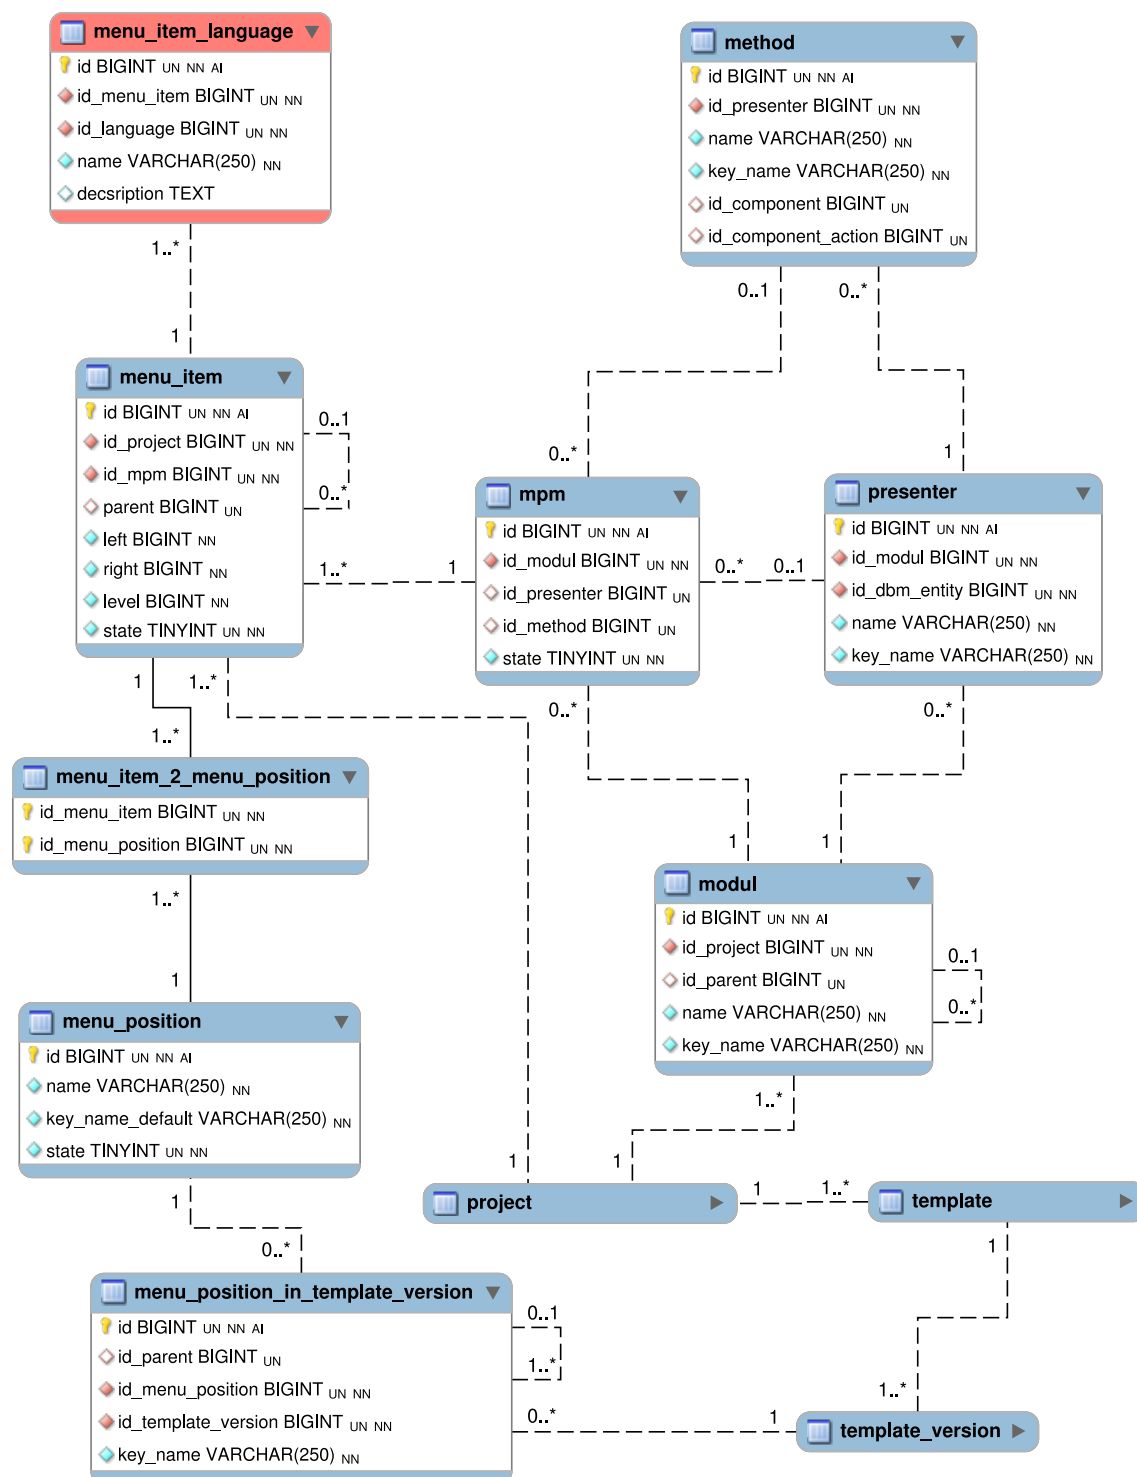 menu_item_language
id BIGINT UN NN AI
id_menu_item BIGINT UN NN
id_language BIGINT UN NN
name VARCHAR(250) NN
decsription TEXT
1..*
1
method
id BIGINT UN NN AI
id_presenter BIGINT UN NN
name VARCHAR(250) NN
key_name VARCHAR(250) NN
id_component BIGINT UN
id_component_action BIGINT UN
0..1
0..*
0..*
1
menu_item
id BIGINT UN NN AI
id_project BIGINT UN NN
id_mpm BIGINT UN NN
parent BIGINT UN
left BIGINT NN
right BIGINT NN
level BIGINT NN
state TINYINT UN NN
0..1
0..*
1..*
1
mpm
id BIGINT UN NN AI
id_modul BIGINT UN NN
id_presenter BIGINT UN
id_method BIGINT UN
state TINYINT UN NN
0..*
0..1
presenter
id BIGINT UN NN AI
id_modul BIGINT UN NN
id_dbm_entity BIGINT UN NN
name VARCHAR(250) NN
key_name VARCHAR(250) NN
1
1..*
0..*
0..*
1..*
menu_item_2_menu_position
id_menu_item BIGINT UN NN
id_menu_position BIGINT UN NN
1
1
1..*
1
modul
id BIGINT UN NN AI
id_project BIGINT UN NN
id_parent BIGINT UN
name VARCHAR(250) NN
key_name VARCHAR(250) NN
0..1
0..*
menu_position
id BIGINT UN NN AI
name VARCHAR(250) NN
key_name_default VARCHAR(250) NN
state TINYINT UN NN
1..*
1
1
project
1
1..*
template
1
0..*
1
1..*
menu_position_in_template_version
id BIGINT UN NN AI
id_parent BIGINT UN
id_menu_position BIGINT UN NN
id_template_version BIGINT UN NN
key_name VARCHAR(250) NN
0..1
1..*
0..*
1
template_version